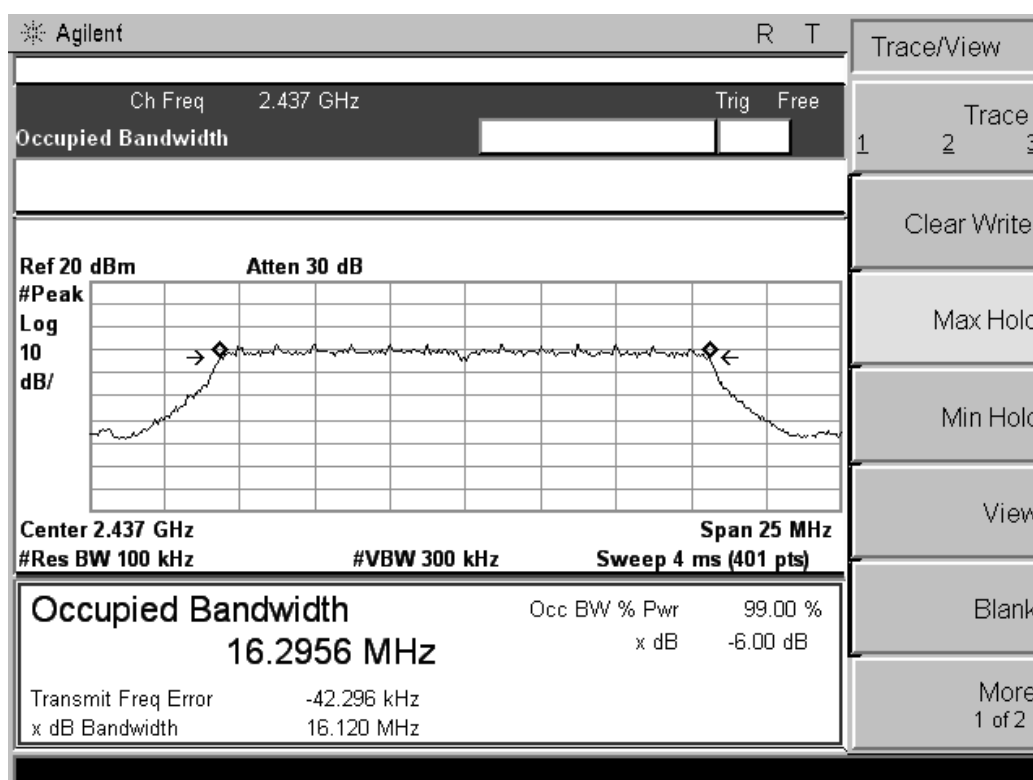 Agilent R T
Ch Freq 2.437 GHz Trig Free
Occupied Bandwidth
Ref 20 dBm Atten 30 dB
#Peak
Log
10
dB/
Center 2.437 GHz Span 25 MHz
#Res BW 100 kHz #VBW 300 kHz Sweep 4 ms (401 pts)
Occupied Bandwidth
16.2956 MHz
Occ BW % Pwr 99.00 %
x dB -6.00 dB
Transmit Freq Error -42.296 kHz
x dB Bandwidth 16.120 MHz
Trace/View
Trace
1 2 3
Clear Write
Max Hold
Min Hold
View
Blank
More
1 of 2